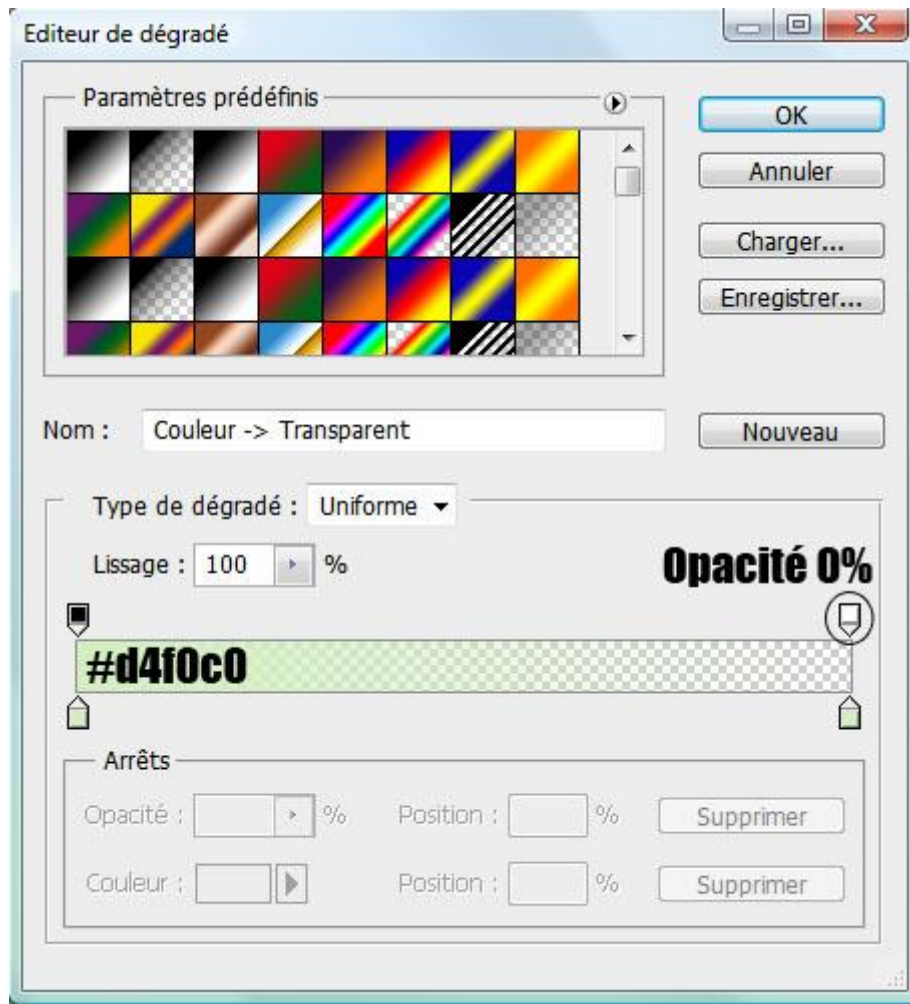 Editeur de dégradé
Paramètres prédéfinis
OK
Annuler
Charger...
Enregistrer...
Nom : Couleur -> Transparent
Nouveau
Type de dégradé : Uniforme
Lissage : 100 %
Opacité 0%
#d4f0c0
Arrêts
Opacité : % Position : % Supprimer
Couleur : Position : % Supprimer